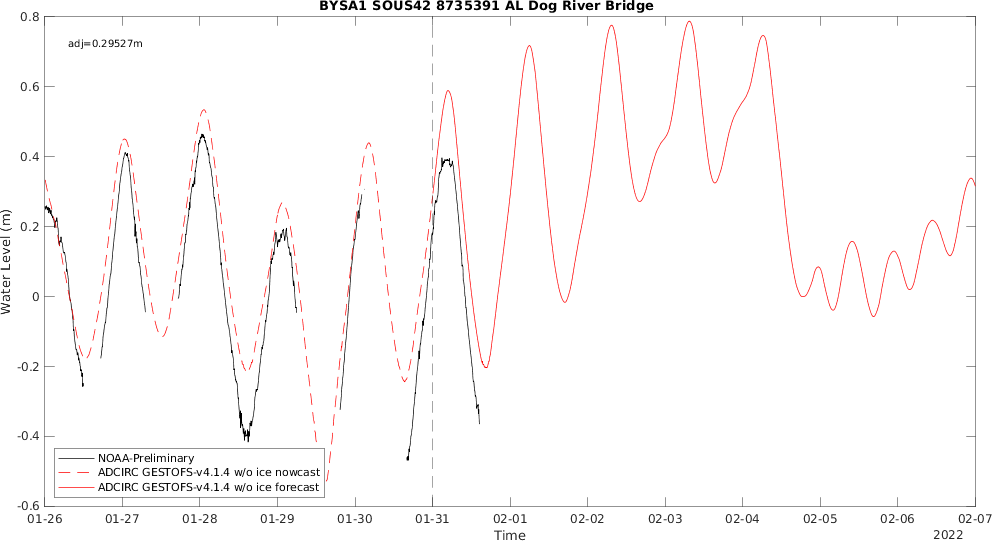 BYSA1 SOUS42 8735391 AL Dog River Bridge
adj=0.29527m
0.8
0.6
0.4
0.2
0
-0.2
-0.4
-0.6
Water Level (m)
NOAA-Preliminary
ADCIRC GESTOFS-v4.1.4 w/o ice nowcast
ADCIRC GESTOFS-v4.1.4 w/o ice forecast
01-26 01-27 01-28 01-29 01-30 01-31 02-01 02-02 02-03 02-04 02-05 02-06 02-07
Time
2022